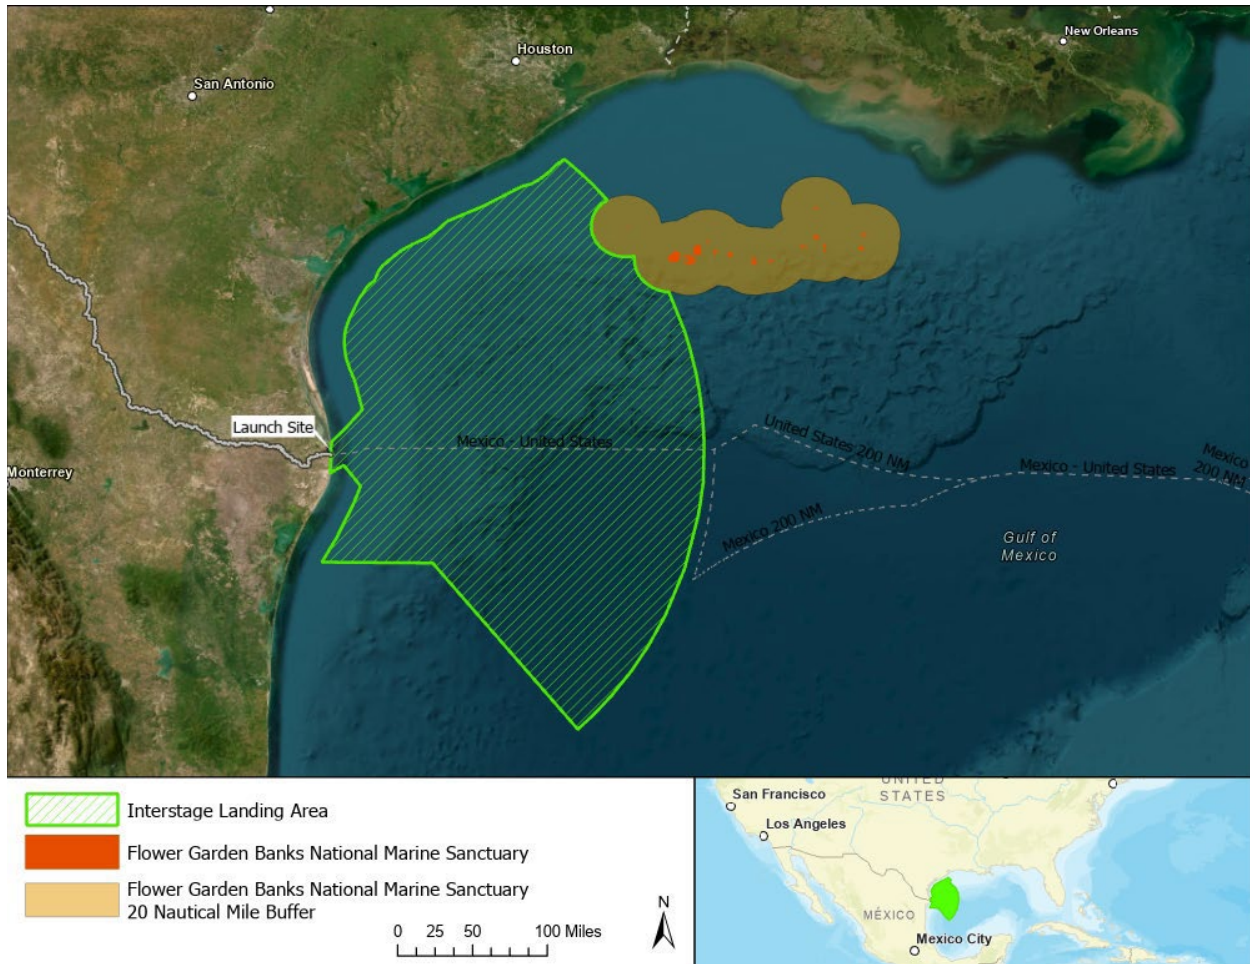 Houston
New Orleans
San Antonio
Launch Site
Mexico - United States
United States 200 NM
Mexico - United States
Mexico
200 NM
Monterrey
Mexico 200 NM
Gulf of
Mexico
Interstage Landing Area
Flower Garden Banks National Marine Sanctuary
Flower Garden Banks National Marine Sanctuary
20 Nautical Mile Buffer
N
0 25 50 100 Miles
UNITED
STATES
San Francisco
Los Angeles
MÉXICO
Mexico City